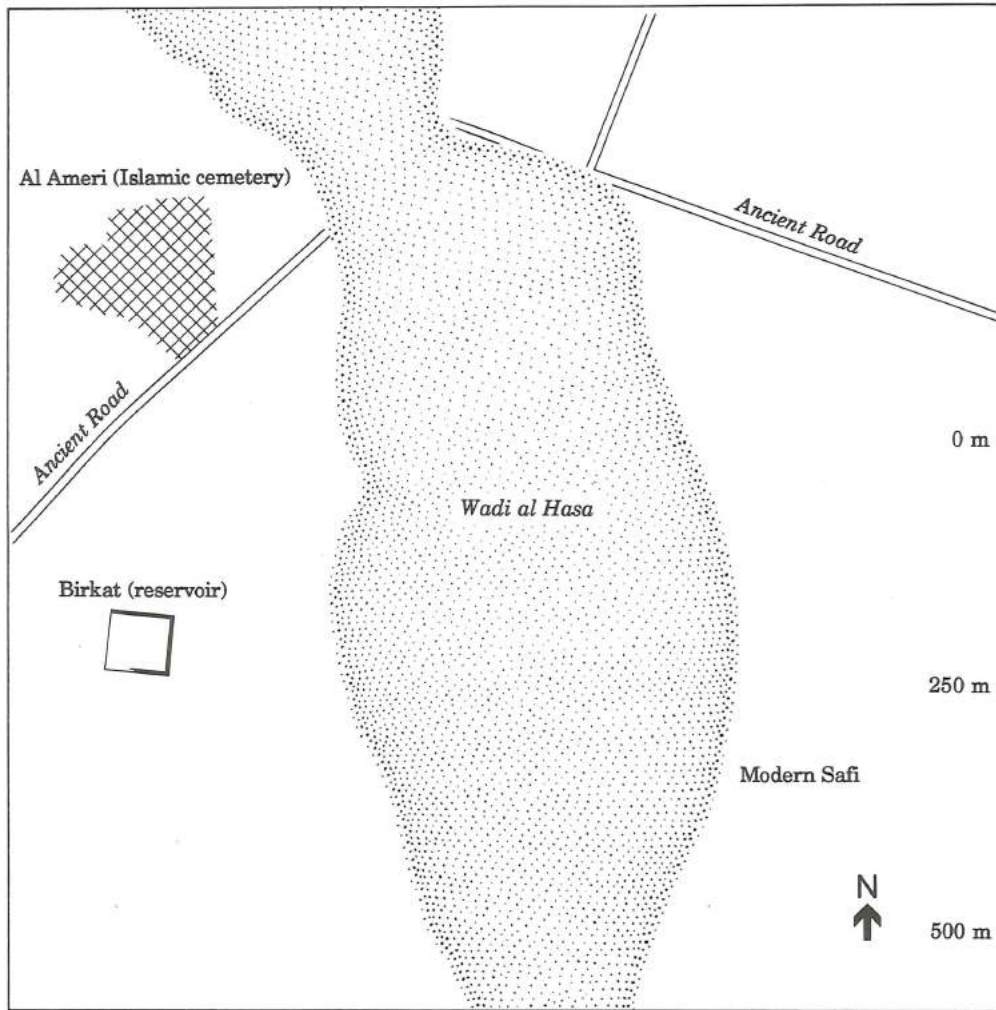 Al Ameri (Islamic cemetery)
Ancient Road
Ancient Road
0 m
Wadi al Hasa
Birkat (reservoir)
250 m
Modern Safi
N
500 m